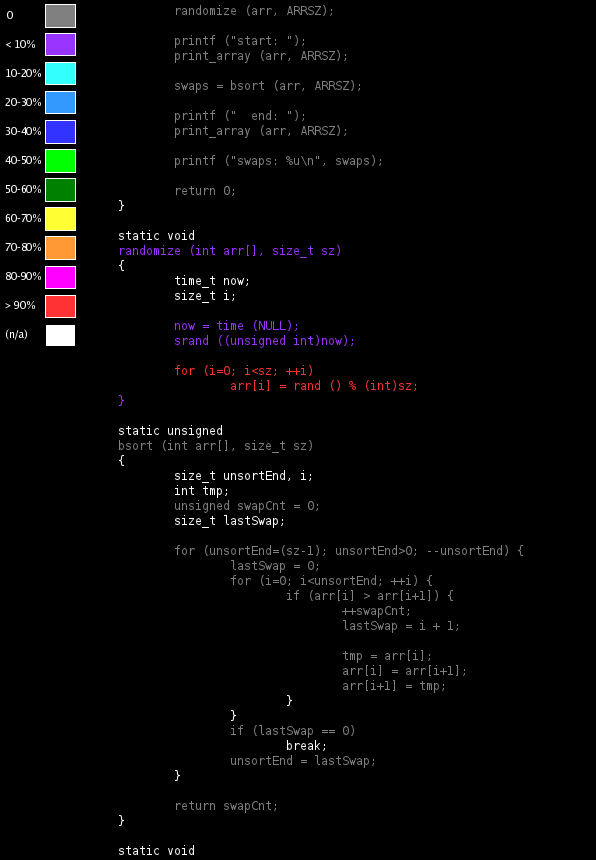 0
< 10%
10-20%
20-30%
30-40%
40-50%
50-60%
60-70%
70-80%
80-90%
> 90%
(n/a)
randomize (arr, ARRSZ);
printf ("start: ");
print_array (arr, ARRSZ);
swaps = bsort (arr, ARRSZ);
printf ("  end: ");
print_array (arr, ARRSZ);
printf ("swaps: %u\n", swaps);
return 0;
}
static void
randomize (int arr[], size_t sz)
{
time_t now;
size_t i;
now = time (NULL);
srand ((unsigned int)now);
for (i=0; i<sz; ++i)
arr[i] = rand () % (int)sz;
}
static unsigned
bsort (int arr[], size_t sz)
{
size_t unsortEnd, i;
int tmp;
unsigned swapCnt = 0;
size_t lastSwap;
for (unsortEnd=(sz-1); unsortEnd>0; --unsortEnd) {
lastSwap = 0;
for (i=0; i<unsortEnd; ++i) {
if (arr[i] > arr[i+1]) {
++swapCnt;
lastSwap = i + 1;
tmp = arr[i];
arr[i] = arr[i+1];
arr[i+1] = tmp;
}
}
if (lastSwap == 0)
break;
unsortEnd = lastSwap;
}
return swapCnt;
}
static void